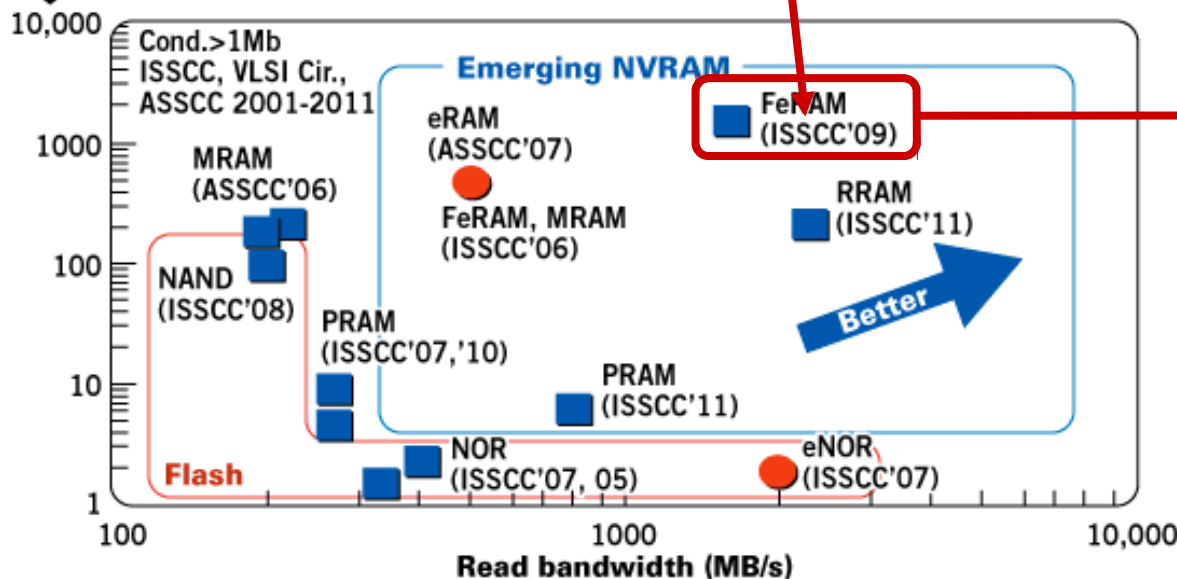 10,000
Cond.>1Mb
ISSCC, VLSI Cir.,
ASSCC 2001-2011
Emerging NVRAM
FeRAM
(ISSCC'09)
eRAM
(ASSCC'07)
1000
MRAM
(ASSCC'06)
RRAM
(ISSCC'11)
FeRAM, MRAM
(ISSCC'06)
100
NAND
(ISSCC'08)
Better
PRAM
(ISSCC'07,'10)
10
PRAM
(ISSCC'11)
NOR
(ISSCC'07, 05)
eNOR
(ISSCC'07)
Flash
1
100
1000
10,000
Read bandwidth (MB/s)